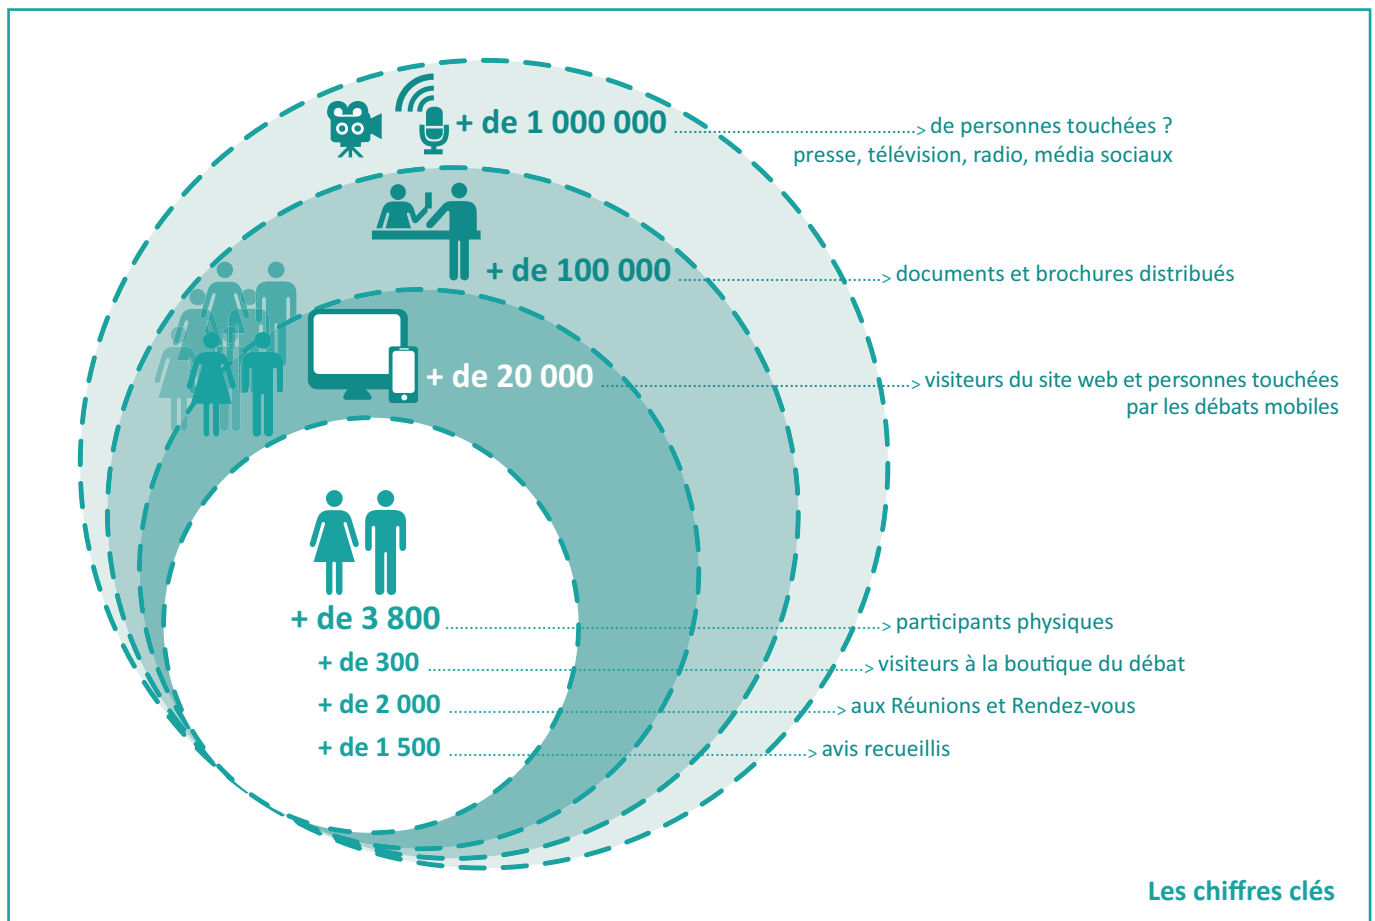 + de 1 000 000 > de personnes touchées ?
presse, télévision, radio, média sociaux
+ de 100 000 > documents et brochures distribués
+ de 20 000 > visiteurs du site web et personnes touchées
par les débats mobiles
+ de 3 800 > participants physiques
+ de 300 > visiteurs à la boutique du débat
+ de 2 000 > aux Réunions et Rendez-vous
+ de 1 500 > avis recueillis
Les chiffres clés